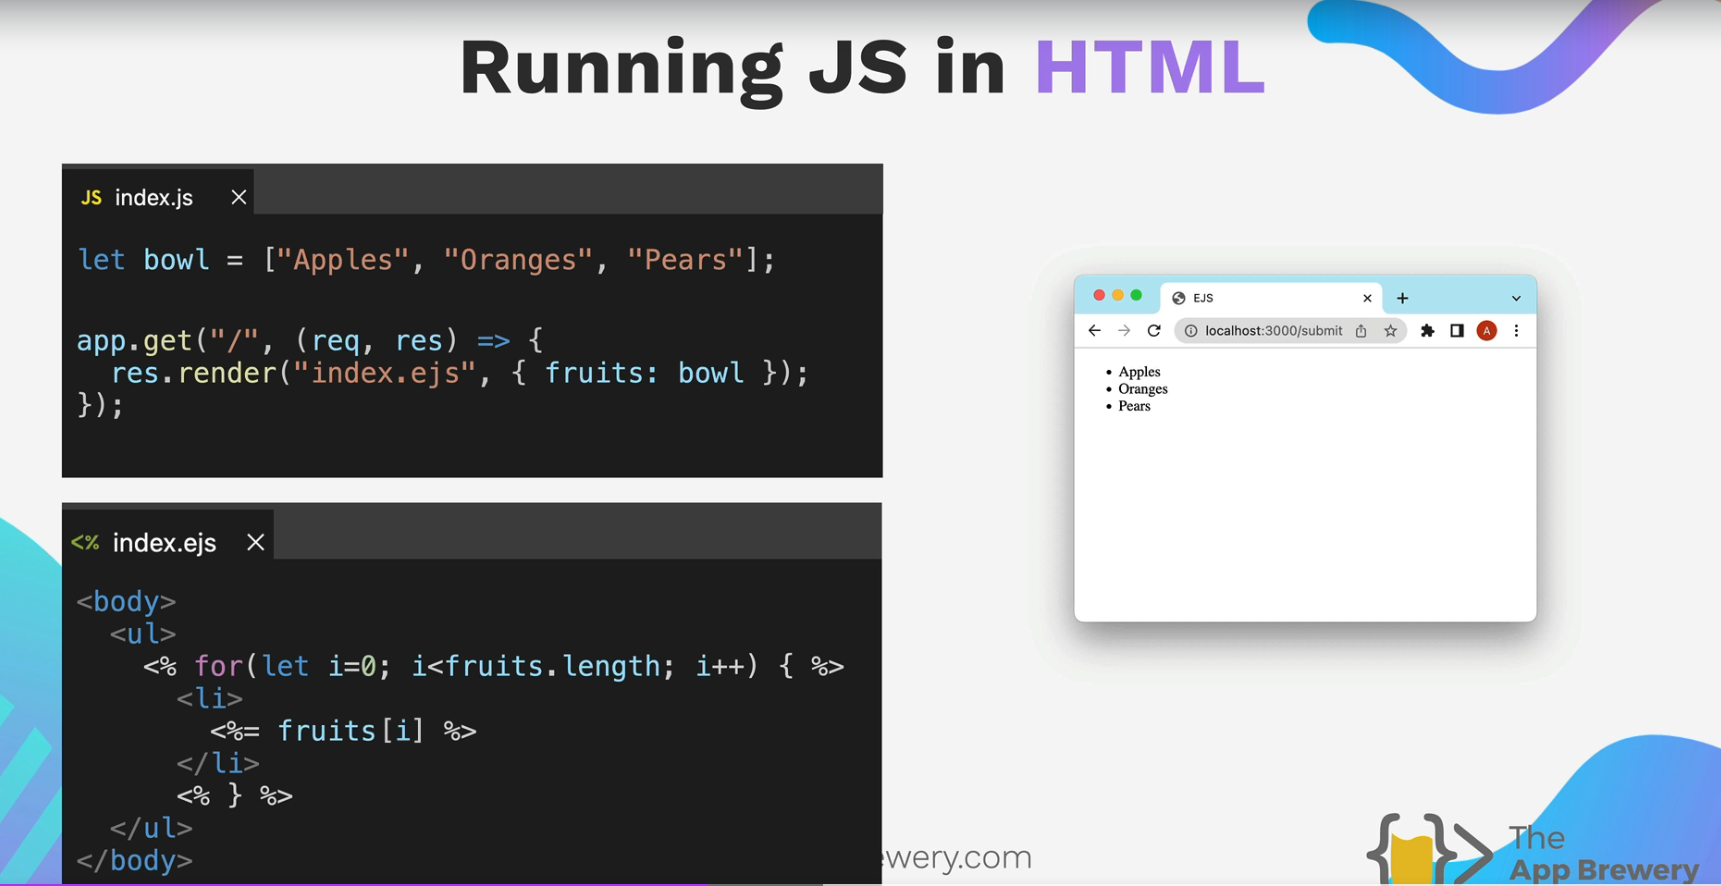 Running JS in HTML
JS index.js
let bowl = ["Apples", "Oranges", "Pears"];
app.get("/", (req, res) => {
  res.render("index.ejs", { fruits: bowl });
});
<% index.ejs
<body>
  <ul>
    <% for(let i=0; i<fruits.length; i++) { %>
      <li>
        <%= fruits[i] %>
      </li>
      <% } %>
  </ul>
</body>
EJS
localhost:3000/submit
A
• Apples
• Oranges
• Pears
wery.com
The
App Brewery